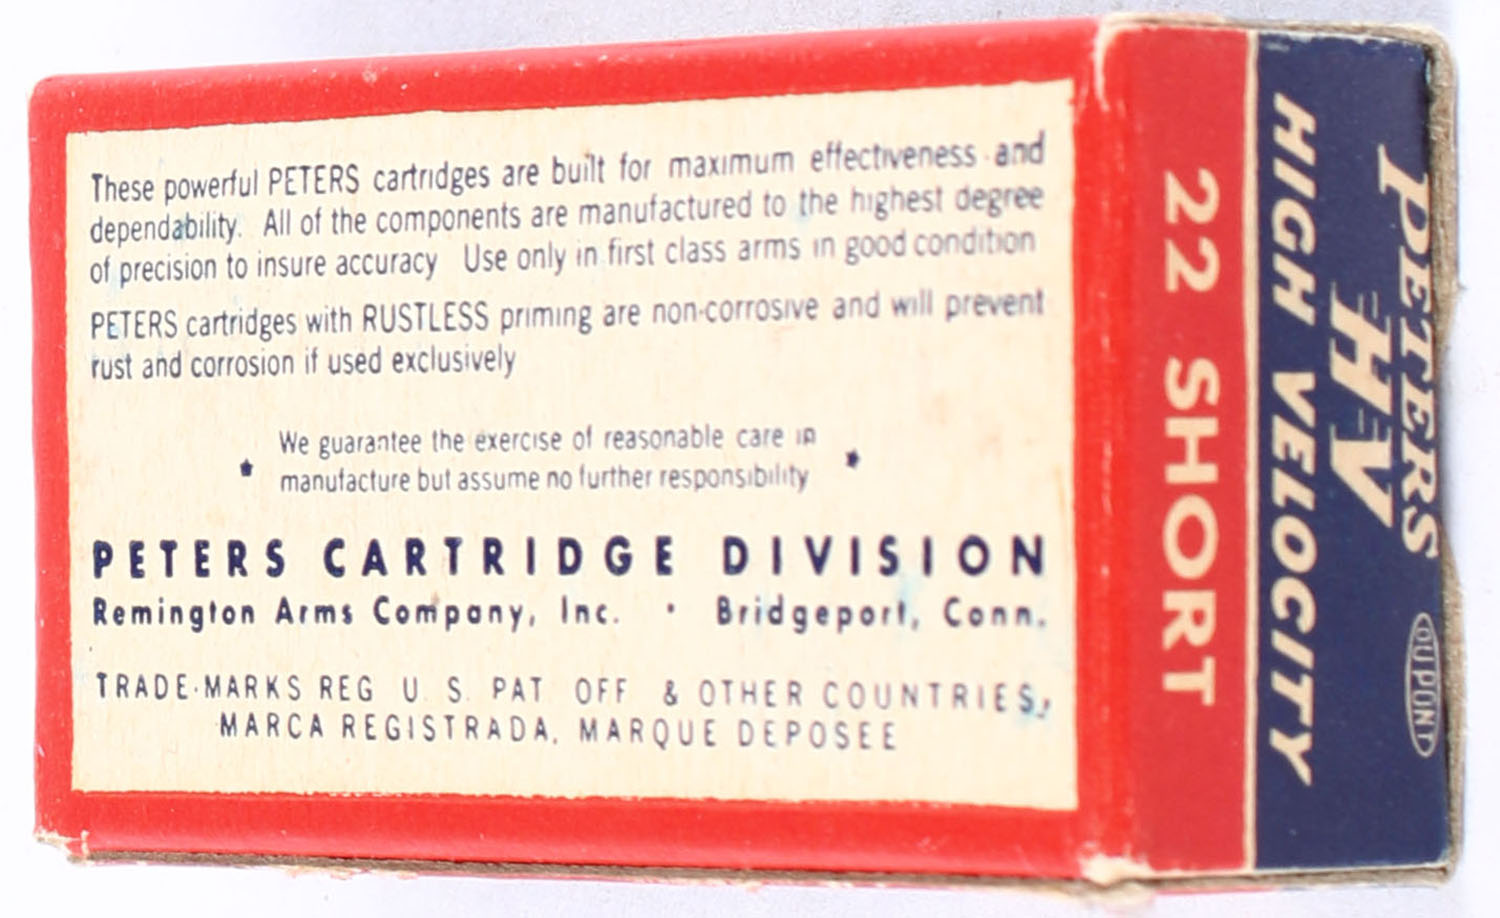 These powerful PETERS cartridges are built for maximum effectiveness and
dependability. All of the components are manufactured to the highest degree
of precision to insure accuracy Use only in first class arms in good condition
PETERS cartridges with RUSTLESS priming are non-corrosive and will prevent
rust and corrosion if used exclusively
We guarantee the exercise of reasonable care in
manufacture but assume no further responsibility
PETERS CARTRIDGE DIVISION
Remington Arms Company, Inc. • Bridgeport, Conn.
TRADE-MARKS REG U. S. PAT OFF & OTHER COUNTRIES,
MARCA REGISTRADA, MARQUE DEPOSEE
22 SHORT
HIGH VELOCITY
HV
PETERS
DUPONT